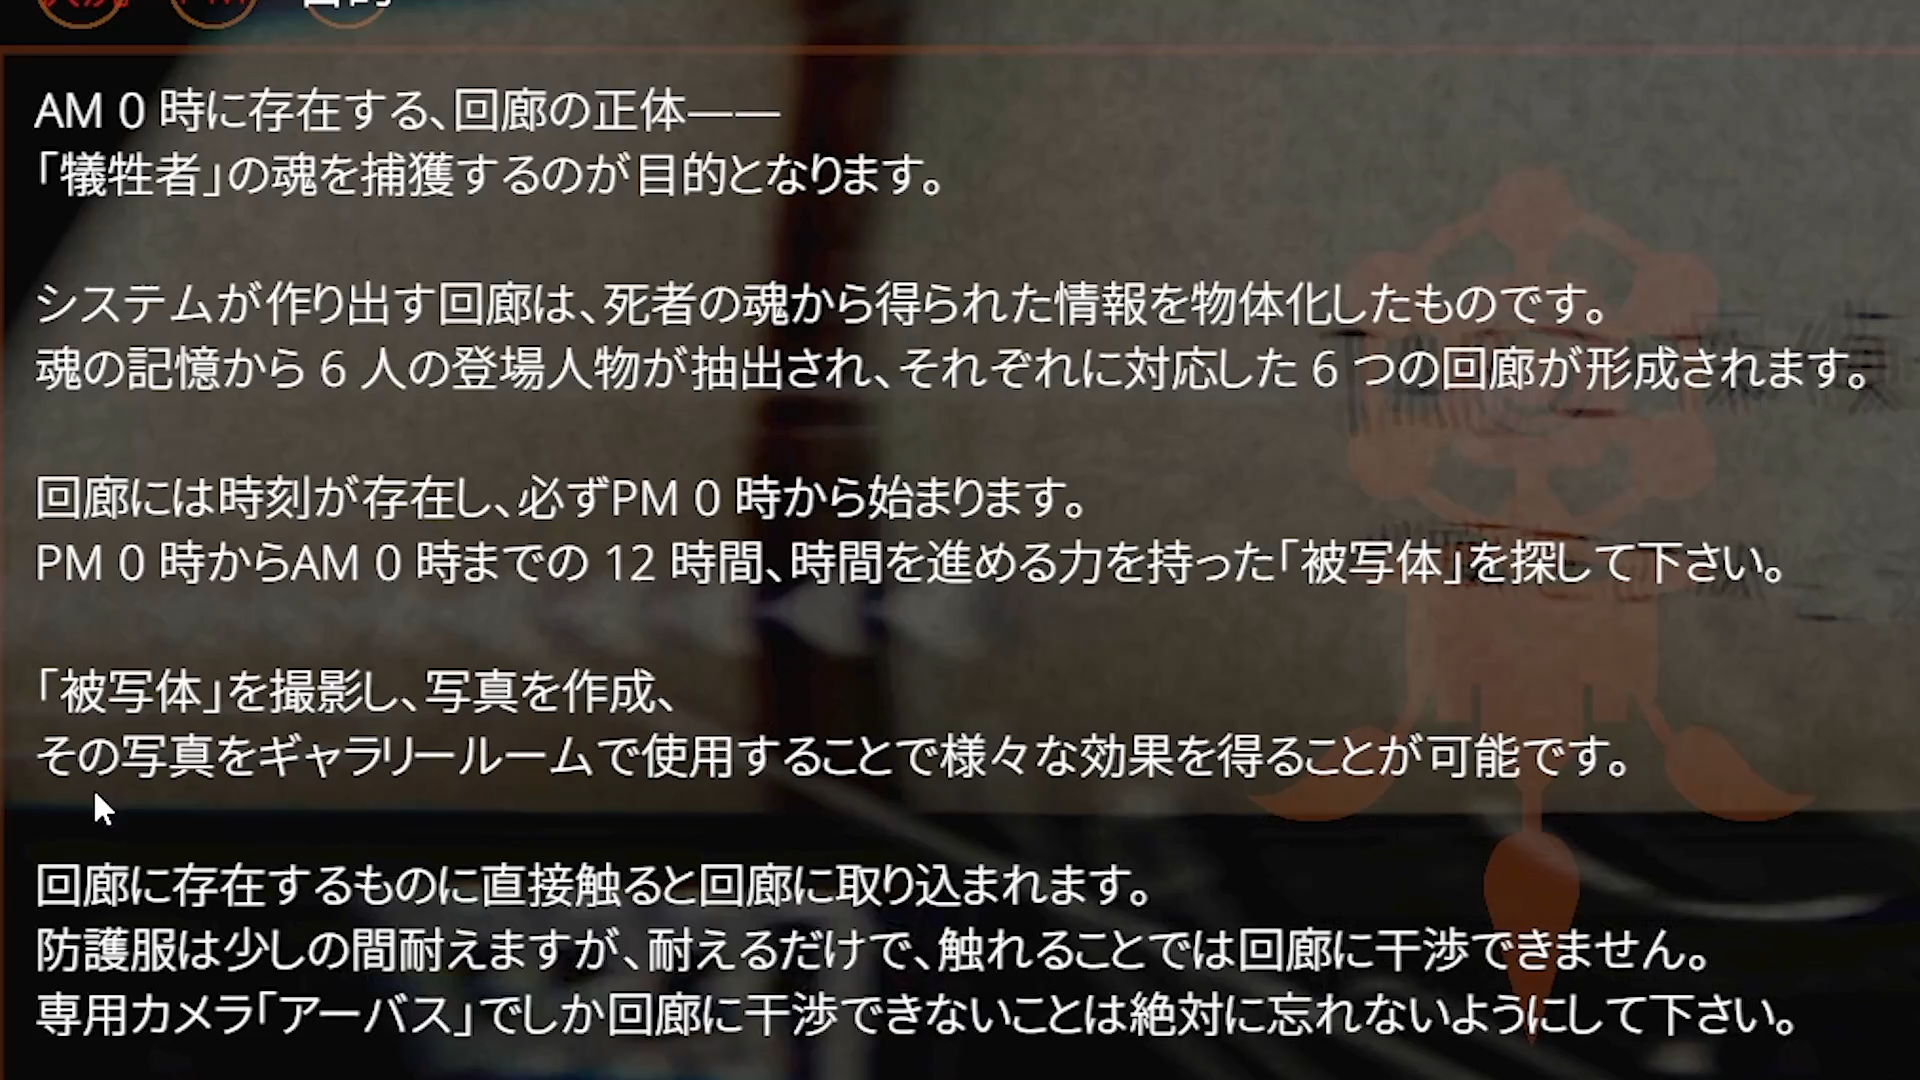 AM 0 時に存在する、回廊の正体――
「犠牲者」の魂を捕獲するのが目的となります。
システムが作り出す回廊は、死者の魂から得られた情報を物体化したものです。
魂の記憶から 6 人の登場人物が抽出され、それぞれに対応した 6 つの回廊が形成されます。
回廊には時刻が存在し、必ずPM 0 時から始まります。
PM 0 時からAM 0 時までの 12 時間、時間を進める力を持った「被写体」を探して下さい。
「被写体」を撮影し、写真を作成、
その写真をギャラリールームで使用することで様々な効果を得ることが可能です。
回廊に存在するものに直接触ると回廊に取り込まれます。
防護服は少しの間耐えますが、耐えるだけで、触れることでは回廊に干渉できません。
専用カメラ「アーバス」でしか回廊に干渉できないことは絶対に忘れないようにして下さい。